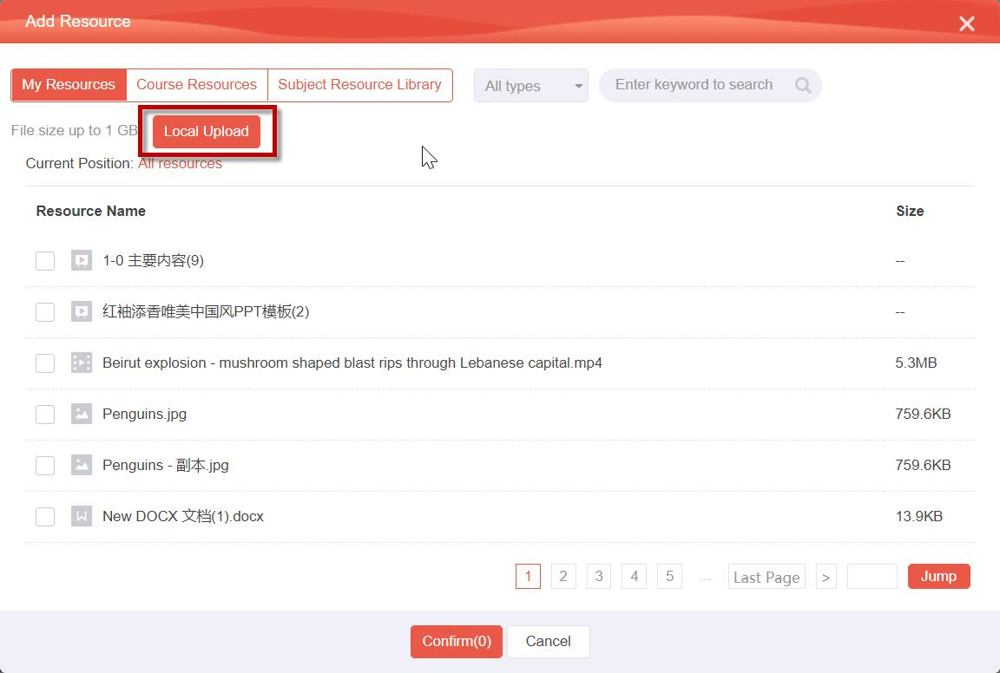 Add Resource
My Resources Course Resources Subject Resource Library All types Enter keyword to search
File size up to 1 GB Local Upload
Current Position: All resources
Resource Name Size
1-0 主要内容(9) --
红袖添香唯美中国风PPT模板(2) --
Beirut explosion - mushroom shaped blast rips through Lebanese capital.mp4 5.3MB
Penguins.jpg 759.6KB
Penguins - 副本.jpg 759.6KB
New DOCX 文档(1).docx 13.9KB
1 2 3 4 5 ... Last Page > Jump
Confirm(0) Cancel